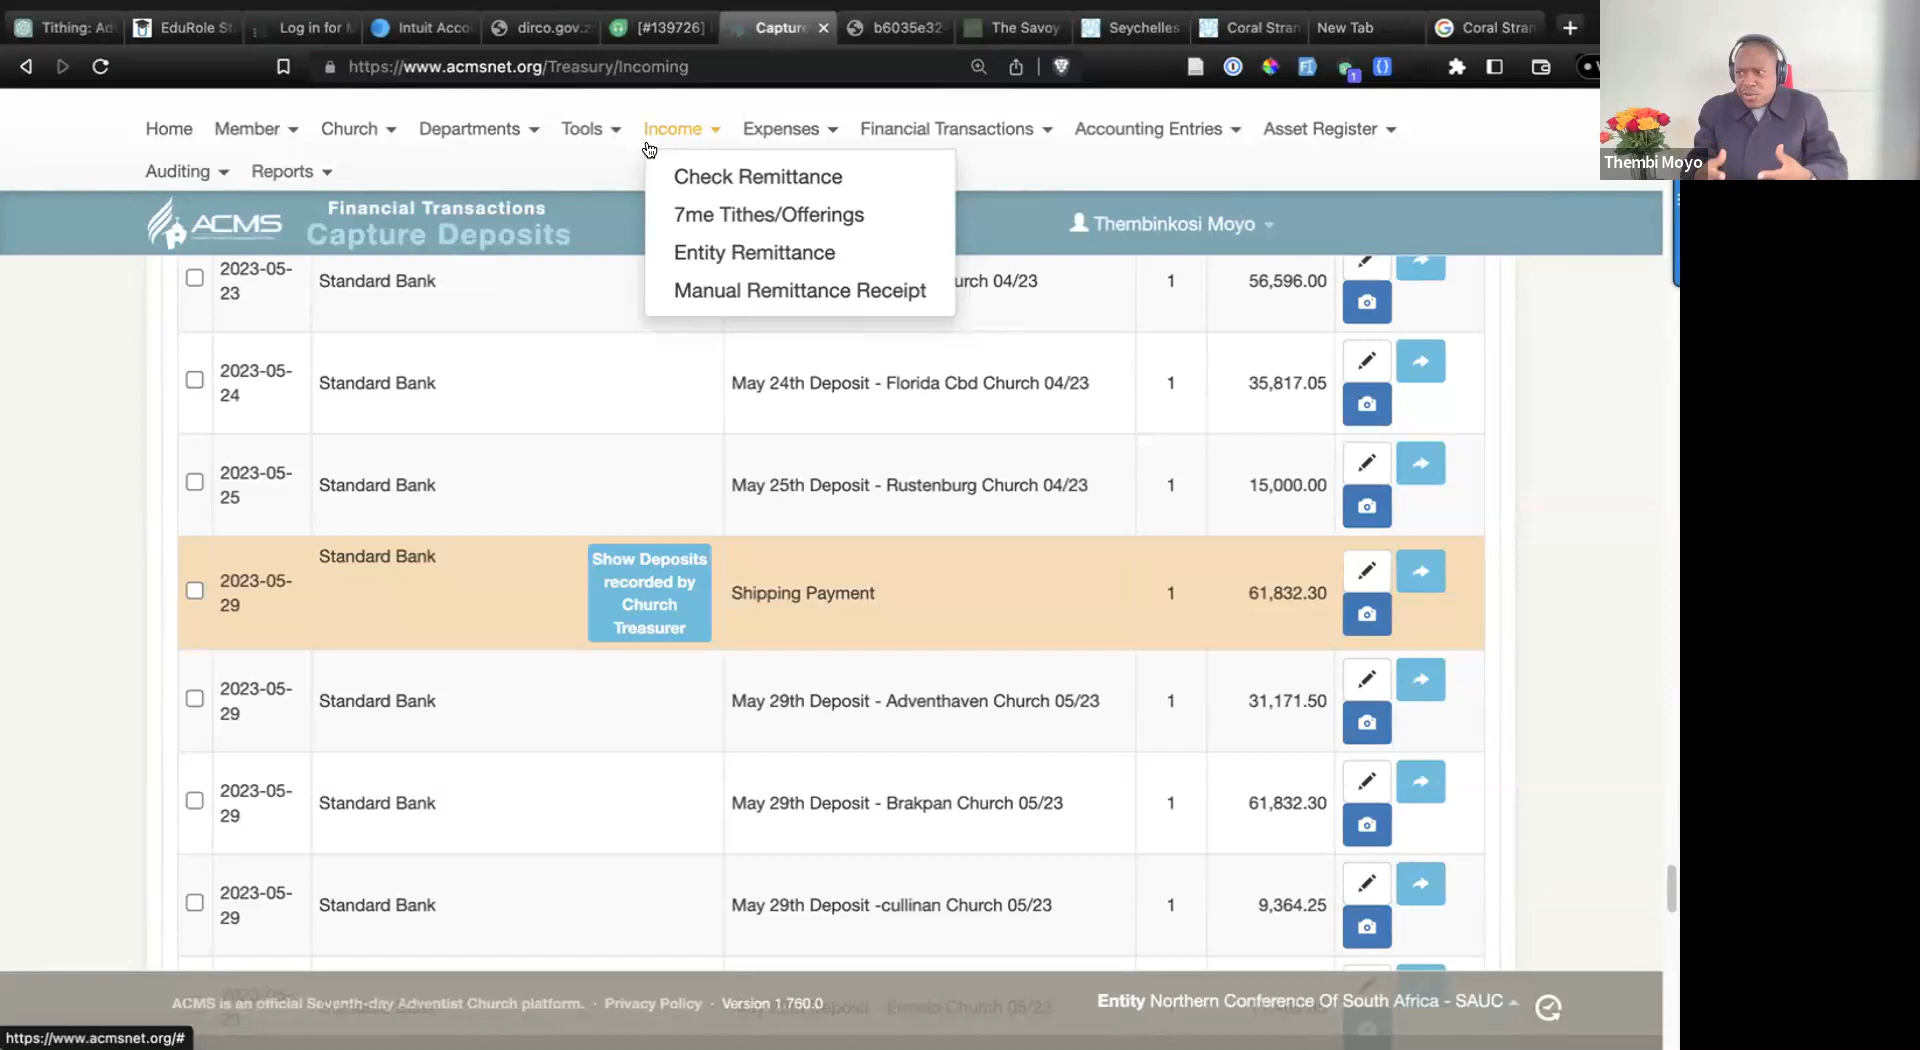 Tithing: Ad
EduRole St
Log in for
Intuit Acco
dirco.gov.z
[#139726]
Capture
b6035e32-
The Savoy
Seychelles
Coral Stran
New Tab
Coral Stran
https://www.acmsnet.org/Treasury/Incoming
1
Home Member Church Departments Tools Income Expenses Financial Transactions Accounting Entries Asset Register
Auditing Reports
Thembi Moyo
Check Remittance
7me Tithes/Offerings
Entity Remittance
Manual Remittance Receipt
ACMS
Financial Transactions
Capture Deposits
Thembinkosi Moyo
2023-05-
23
Standard Bank
urch 04/23
1
56,596.00
2023-05-
24
Standard Bank
May 24th Deposit - Florida Cbd Church 04/23
1
35,817.05
2023-05-
25
Standard Bank
May 25th Deposit - Rustenburg Church 04/23
1
15,000.00
2023-05-
29
Standard Bank
Show Deposits
recorded by
Church
Treasurer
Shipping Payment
1
61,832.30
2023-05-
29
Standard Bank
May 29th Deposit - Adventhaven Church 05/23
1
31,171.50
2023-05-
29
Standard Bank
May 29th Deposit - Brakpan Church 05/23
1
61,832.30
2023-05-
29
Standard Bank
May 29th Deposit -cullinan Church 05/23
1
9,364.25
ACMS is an official Seventh-day Adventist Church platform. · Privacy Policy · Version 1.760.0
Entity Northern Conference Of South Africa - SAUC
https://www.acmsnet.org/#